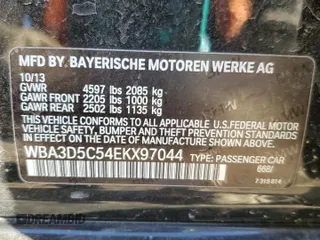 MFD. BY BAYERISCHE MOTOREN WERKE AG
10/13
GVWR 4597 lbs 2085 kg
GAWR FRONT 2205 lbs 1000 kg
GAWR REAR 2502 lbs 1135 kg
THIS VEHICLE CONFORMS TO ALL APPLICABLE
U.S. FEDERAL MOTOR VEHICLE SAFETY, BUMPER,
AND THEFT PREVENTION STANDARDS IN EFFECT
ON THE DATE OF MANUFACTURE SHOWN ABOVE.
WBA3D5C54EKX97044 TYPE: PASSENGER CAR
668/